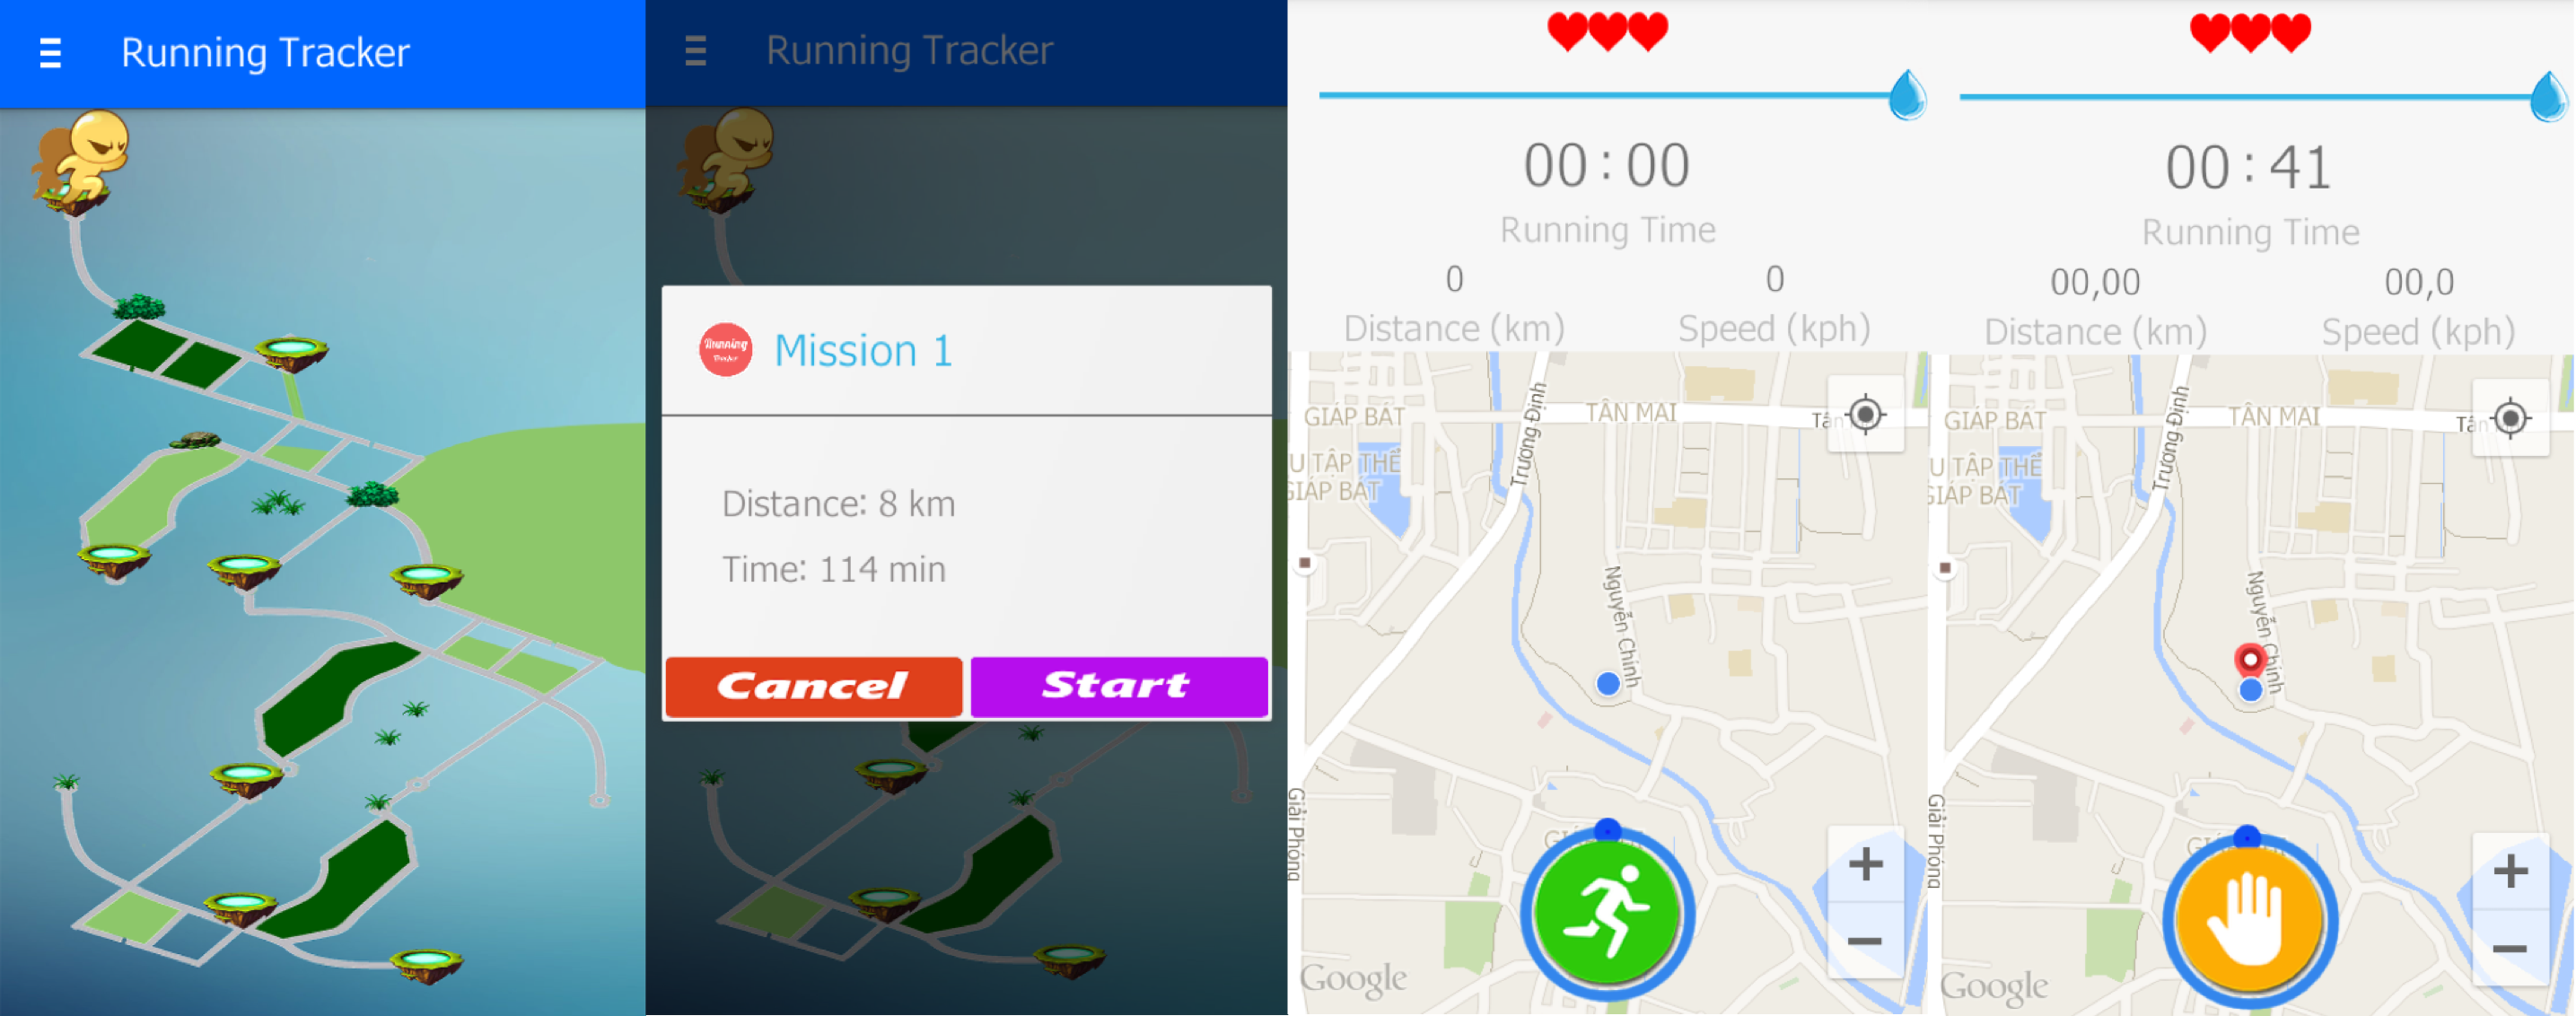 Running Tracker
Running Tracker
Running
Tracker
Mission 1
Distance: 8 km
Time: 114 min
Cancel
Start
00:00
Running Time
0
0
Distance (km)
Speed (kph)
GIÁP BÁT
TÂN MAI
Tân
Trương Định
U TẬP THỂ
GIÁP BÁT
Nguyễn Chính
Giải Phóng
Google
+
−
00:41
Running Time
00,00
00,0
Distance (km)
Speed (kph)
GIÁP BÁT
TÂN MAI
Tân
Trương Định
U TẬP THỂ
GIÁP BÁT
Nguyễn Chính
Giải Phóng
Google
+
−